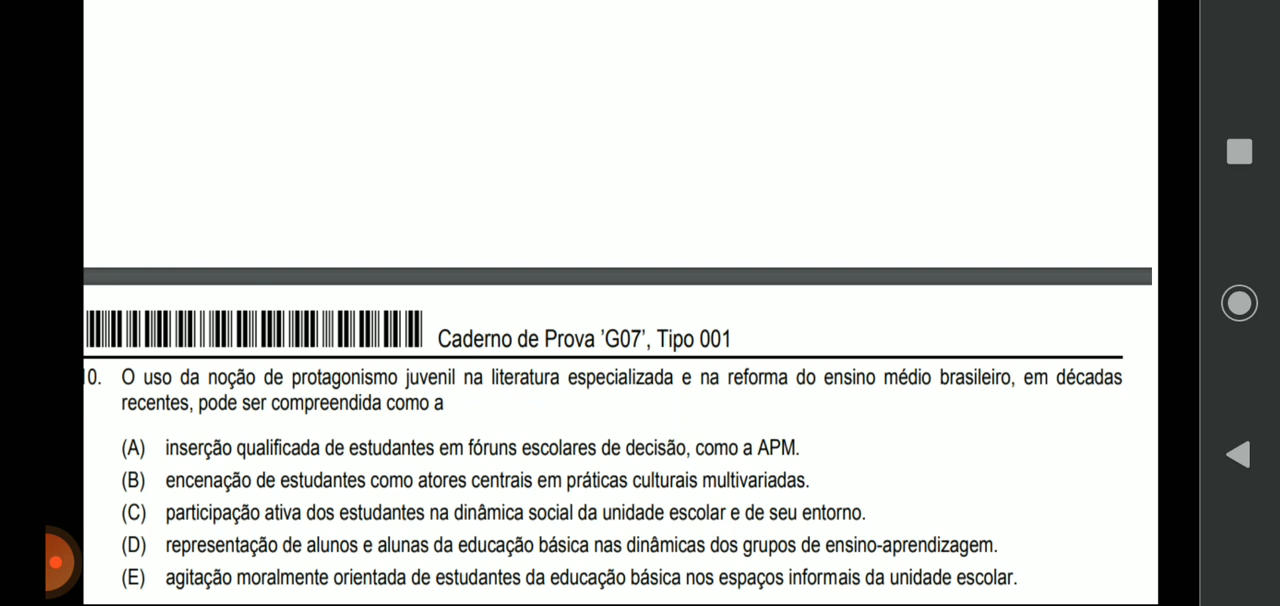 Caderno de Prova 'G07', Tipo 001
10. O uso da noção de protagonismo juvenil na literatura especializada e na reforma do ensino médio brasileiro, em décadas
recentes, pode ser compreendida como a
(A) inserção qualificada de estudantes em fóruns escolares de decisão, como a APM.
(B) encenação de estudantes como atores centrais em práticas culturais multivariadas.
(C) participação ativa dos estudantes na dinâmica social da unidade escolar e de seu entorno.
(D) representação de alunos e alunas da educação básica nas dinâmicas dos grupos de ensino-aprendizagem.
(E) agitação moralmente orientada de estudantes da educação básica nos espaços informais da unidade escolar.